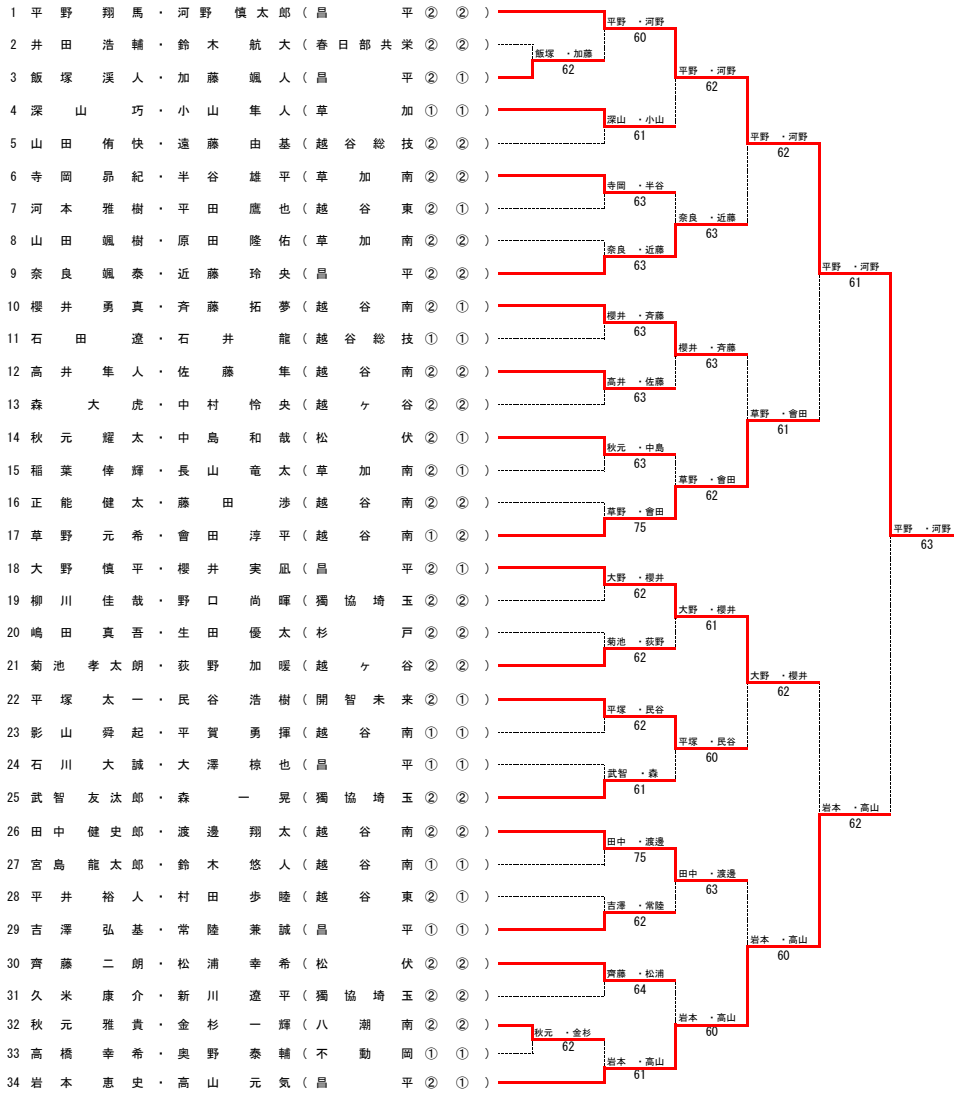 1 平野 翔馬・河野 慎太郎（昌平 ② ②）
2 井田 浩輔・鈴木 航大（春日部共栄 ② ②）
3 飯塚 渓人・加藤 颯人（昌平 ② ①）
4 深山 巧・小山 隼人（草加 ① ①）
5 山田 侑快・遠藤 由基（越谷総技 ② ②）
6 寺岡 昴紀・半谷 雄平（草加南 ② ②）
7 河本 雅樹・平田 鷹也（越谷東 ② ①）
8 山田 颯樹・原田 隆佑（草加南 ② ②）
9 奈良 颯泰・近藤 玲央（昌平 ② ②）
10 櫻井 勇真・斉藤 拓夢（越谷南 ② ①）
11 石田 遼・石井 龍（越谷総技 ① ①）
12 高井 隼人・佐藤 隼（越谷南 ② ②）
13 森 大虎・中村 怜央（越ヶ谷 ② ②）
14 秋元 耀太・中島 和哉（松伏 ② ①）
15 稲葉 倖輝・長山 竜太（草加南 ② ①）
16 正能 健太・藤田 渉（越谷南 ② ②）
17 草野 元希・會田 淳平（越谷南 ① ②）
18 大野 慎平・櫻井 実凪（昌平 ② ①）
19 柳川 佳哉・野口 尚暉（獨協埼玉 ② ②）
20 嶋田 真吾・生田 優太（杉戸 ② ②）
21 菊池 孝太朗・荻野 加暖（越ヶ谷 ② ②）
22 平塚 太一・民谷 浩樹（開智未来 ② ①）
23 影山 舜起・平賀 勇揮（越谷南 ① ①）
24 石川 大誠・大澤 椋也（昌平 ① ①）
25 武智 友汰郎・森 一晃（獨協埼玉 ② ②）
26 田中 健史郎・渡邊 翔太（越谷南 ② ②）
27 宮島 龍太郎・鈴木 悠人（越谷南 ① ①）
28 平井 裕人・村田 歩睦（越谷東 ② ①）
29 吉澤 弘基・常陸 兼誠（昌平 ① ①）
30 齊藤 二朗・松浦 幸希（松伏 ② ②）
31 久米 康介・新川 遼平（獨協埼玉 ② ②）
32 秋元 雅貴・金杉 一輝（八潮南 ② ②）
33 高橋 幸希・奥野 泰輔（不動岡 ① ①）
34 岩本 恵史・高山 元気（昌平 ② ①）
飯塚 ・加藤
62
秋元 ・金杉
62
平野 ・河野
60
深山 ・小山
61
寺岡 ・半谷
63
奈良 ・近藤
63
櫻井 ・斉藤
63
高井 ・佐藤
63
秋元 ・中島
63
草野 ・會田
75
大野 ・櫻井
62
菊池 ・荻野
62
平塚 ・民谷
62
武智 ・森
61
田中 ・渡邊
75
吉澤 ・常陸
62
齊藤 ・松浦
64
岩本 ・高山
61
平野 ・河野
62
奈良 ・近藤
63
櫻井 ・斉藤
63
草野 ・會田
62
大野 ・櫻井
61
平塚 ・民谷
60
田中 ・渡邊
63
岩本 ・高山
60
平野 ・河野
62
草野 ・會田
61
大野 ・櫻井
62
岩本 ・高山
60
平野 ・河野
61
岩本 ・高山
62
平野 ・河野
63